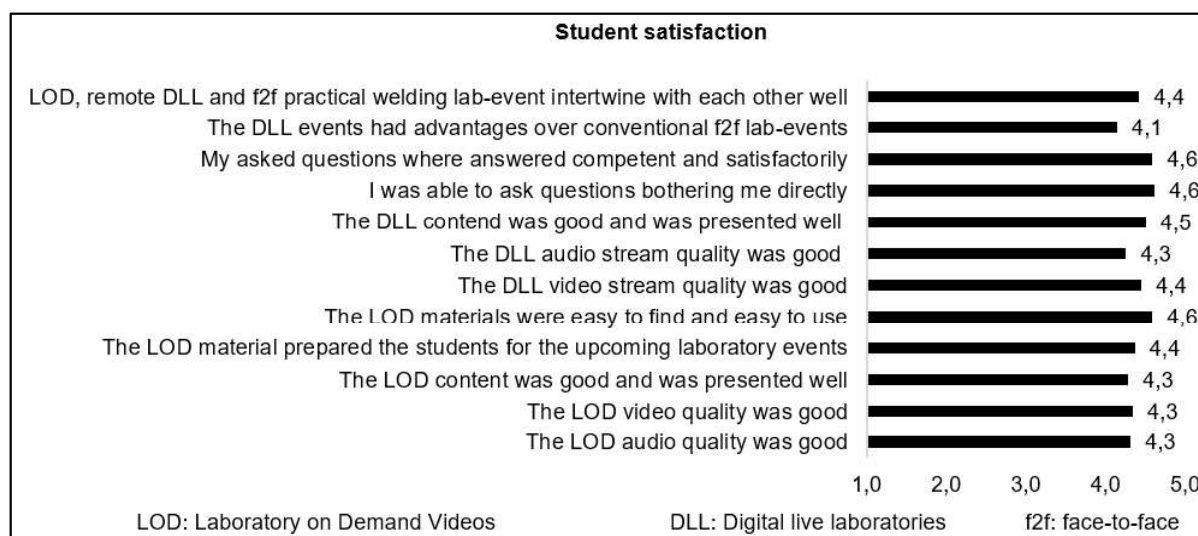 Student satisfaction
LOD, remote DLL and f2f practical welding lab-event intertwine with each other well 4,4
The DLL events had advantages over conventional f2f lab-events 4,1
My asked questions where answered competent and satisfactorily 4,6
I was able to ask questions bothering me directly 4,6
The DLL contend was good and was presented well 4,5
The DLL audio stream quality was good 4,3
The DLL video stream quality was good 4,4
The LOD materials were easy to find and easy to use 4,6
The LOD material prepared the students for the upcoming laboratory events 4,4
The LOD content was good and was presented well 4,3
The LOD video quality was good 4,3
The LOD audio quality was good 4,3
1,0 2,0 3,0 4,0 5,0
LOD: Laboratory on Demand Videos DLL: Digital live laboratories f2f: face-to-face